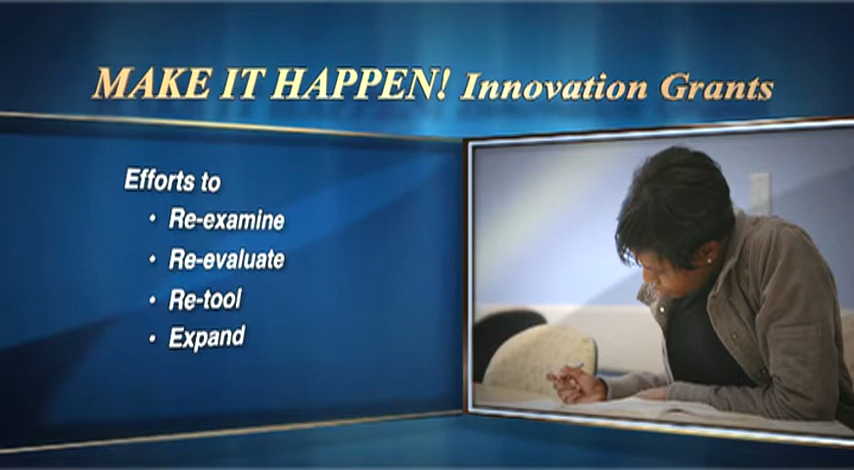 MAKE IT HAPPEN! Innovation Grants
Efforts to
• Re-examine
• Re-evaluate
• Re-tool
• Expand